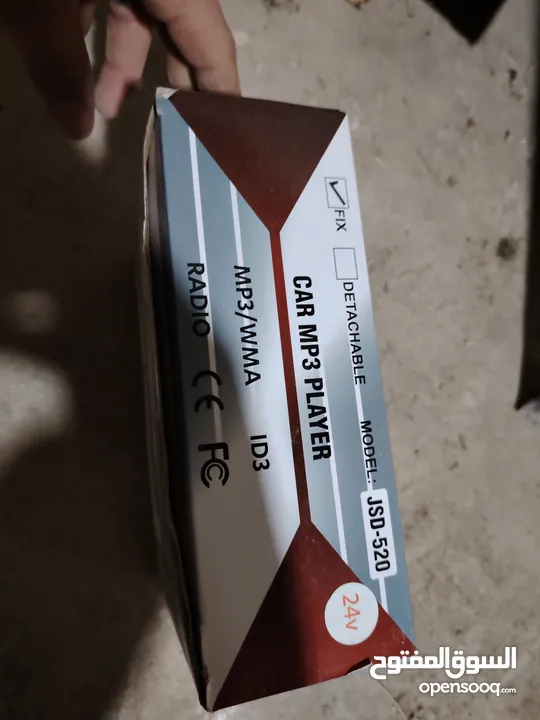 FIX
DETACHABLE
MODEL: JSD-520
CAR MP3 PLAYER
MP3/WMA
ID3
RADIO
CE FC
24V
السوق المفتوح
opensooq.com